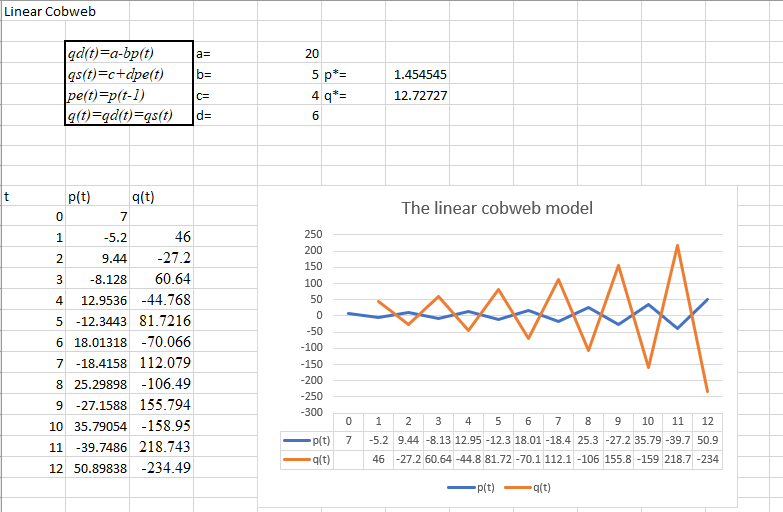 Linear Cobweb
qd(t)=a-bp(t) a= 20
qs(t)=c+dpe(t) b= 5 p*= 1.454545
pe(t)=p(t-1) c= 4 q*= 12.72727
q(t)=qd(t)=qs(t) d= 6
t p(t) q(t)
0 7
1 -5.2 46
2 9.44 -27.2
3 -8.128 60.64
4 12.9536 -44.768
5 -12.3443 81.7216
6 18.01318 -70.066
7 -18.4158 112.079
8 25.29898 -106.49
9 -27.1588 155.794
10 35.79054 -158.95
11 -39.7486 218.743
12 50.89838 -234.49
The linear cobweb model
250
200
150
100
50
0
-50
-100
-150
-200
-250
-300
0 1 2 3 4 5 6 7 8 9 10 11 12
p(t) 7 -5.2 9.44 -8.13 12.95 -12.3 18.01 -18.4 25.3 -27.2 35.79 -39.7 50.9
q(t) 46 -27.2 60.64 -44.8 81.72 -70.1 112.1 -106 155.8 -159 218.7 -234
p(t) q(t)